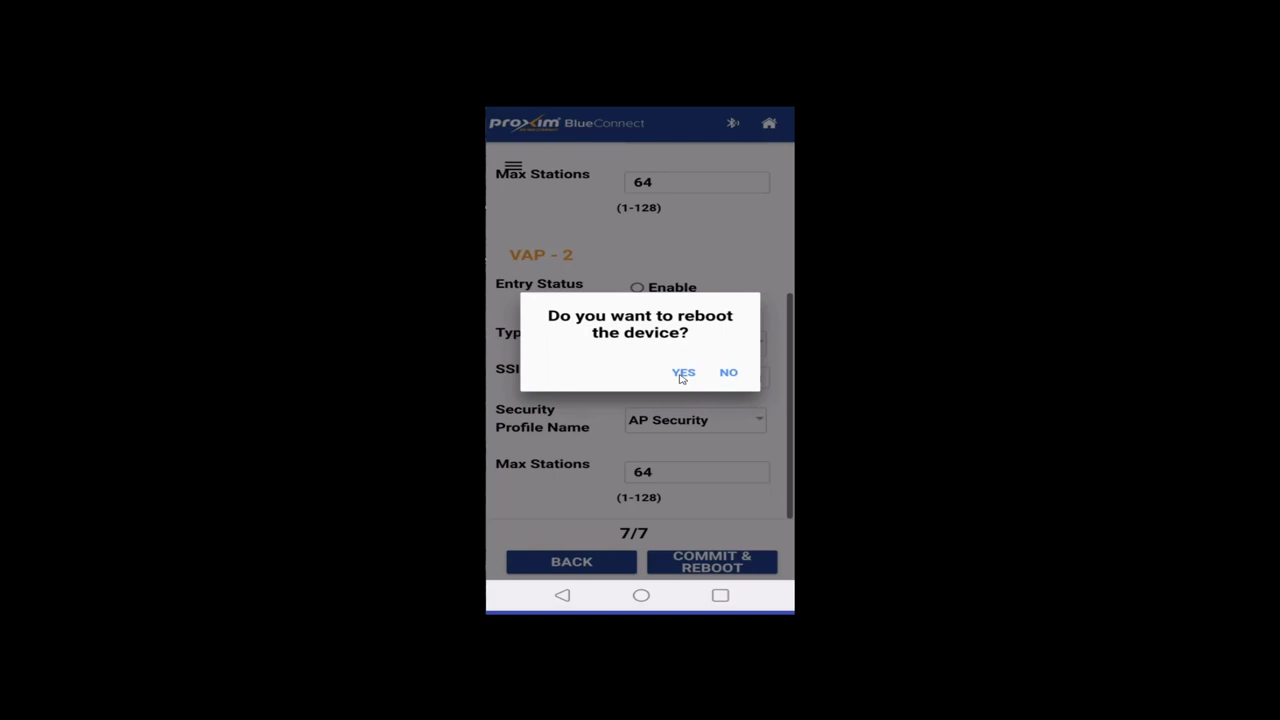 proxim BlueConnect
Max Stations
64
(1-128)
VAP - 2
Entry Status
Enable
Do you want to reboot
the device?
Typ
YES
NO
SSI
Security
Profile Name
AP Security
Max Stations
64
(1-128)
7/7
BACK
COMMIT &
REBOOT